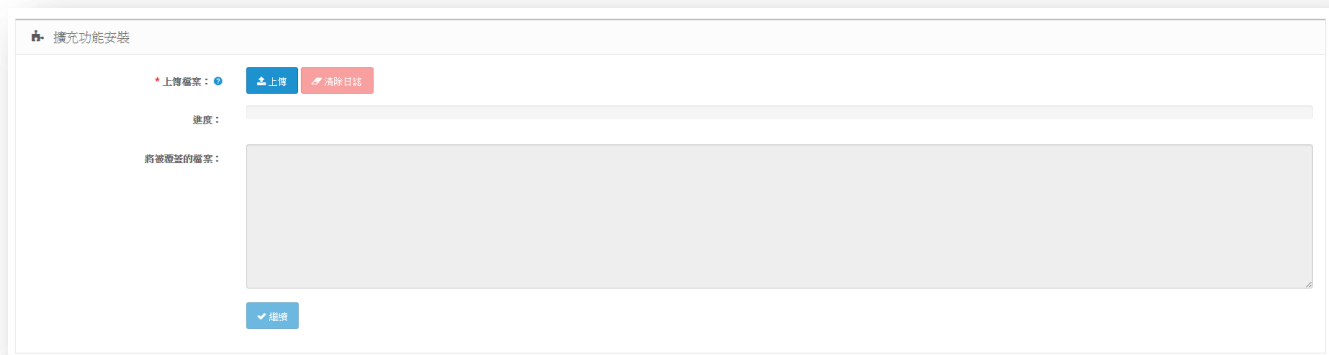 擴充功能安裝
* 上傳檔案：
上傳
清除日誌
進度：
將被覆蓋的檔案：
繼續